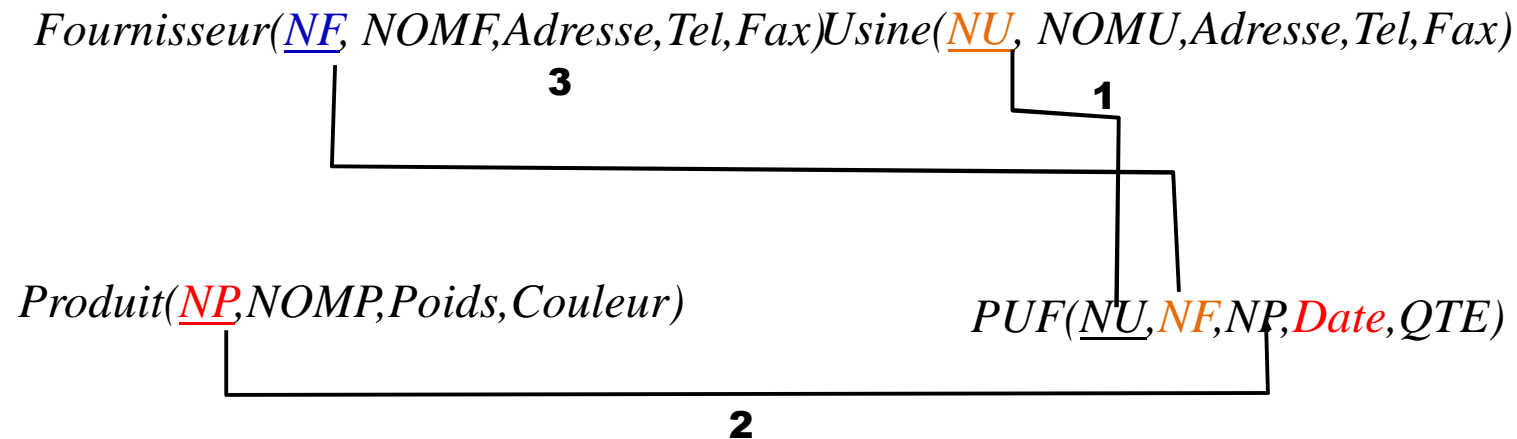 Fournisseur(NF, NOMF,Adresse,Tel,Fax)Usine(NU, NOMU,Adresse,Tel,Fax)
3 1
Produit(NP,NOMP,Poids,Couleur) PUF(NU,NF,NP,Date,QTE)
2